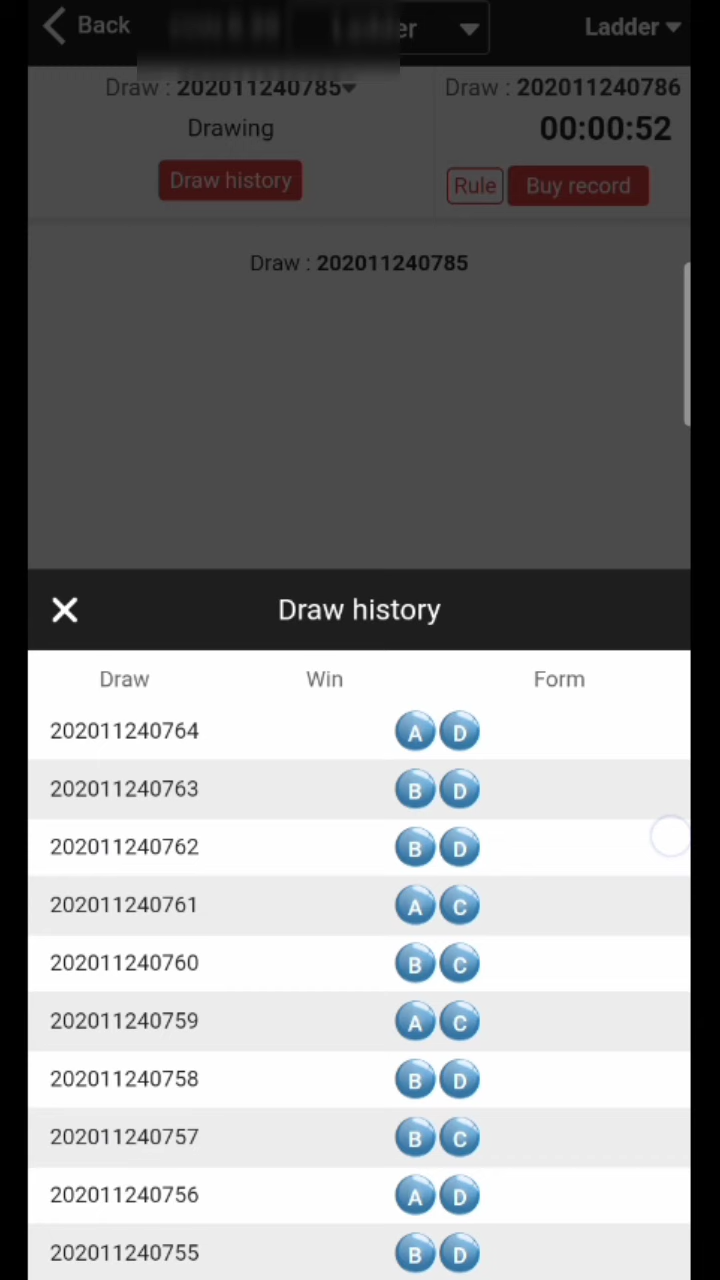 Back
er
Ladder
Draw : 202011240785
Draw : 202011240786
Drawing
00:00:52
Draw history
Rule
Buy record
Draw : 202011240785
Draw history
Draw Win Form
202011240764 A D
202011240763 B D
202011240762 B D
202011240761 A C
202011240760 B C
202011240759 A C
202011240758 B D
202011240757 B C
202011240756 A D
202011240755 B D